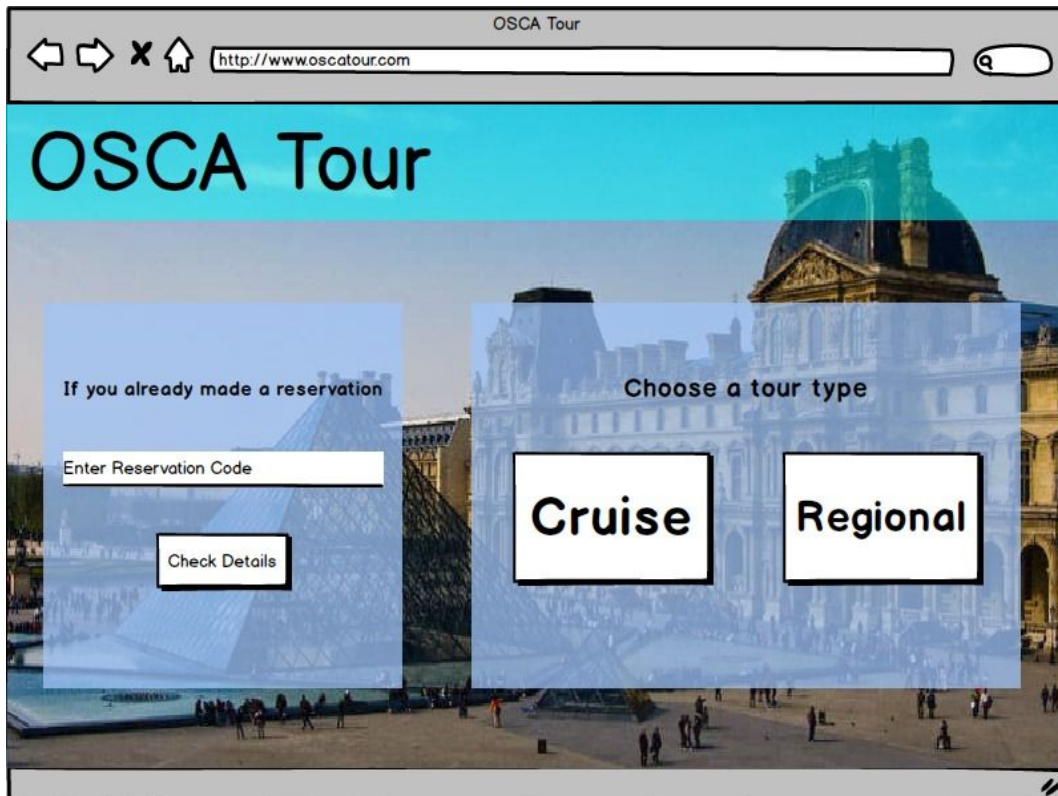 OSCA Tour
http://www.oscatour.com
OSCA Tour
If you already made a reservation
Enter Reservation Code
Check Details
Choose a tour type
Cruise
Regional